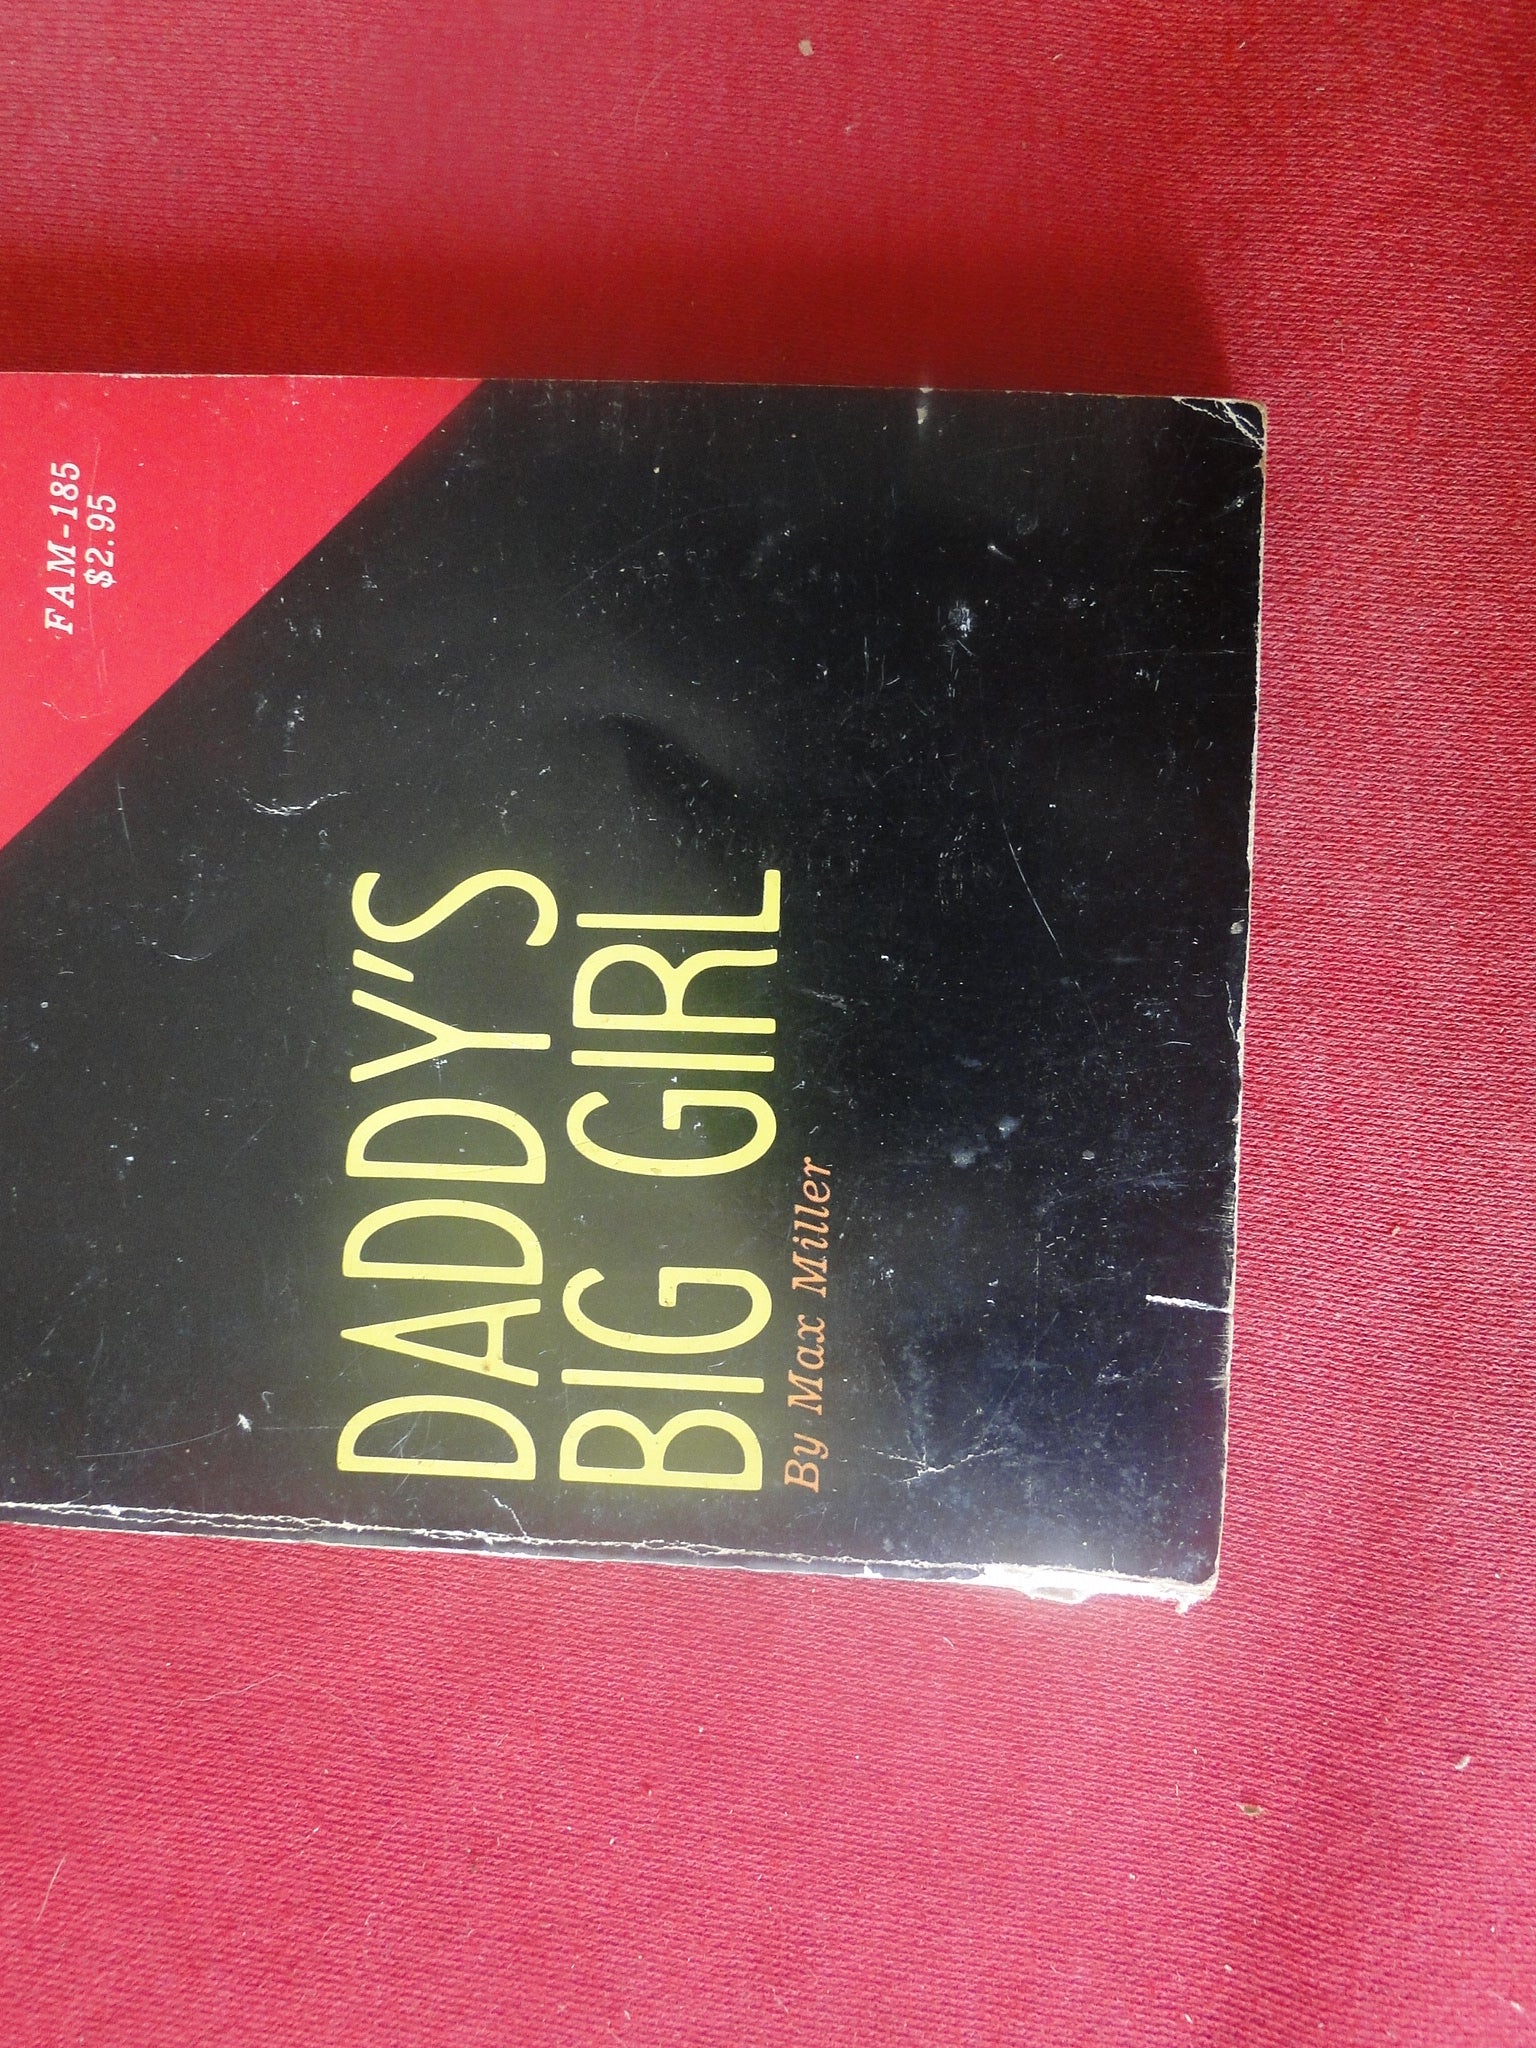 FAM-185
$2.95
DADDY'S
BIG GIRL
By Max Miller